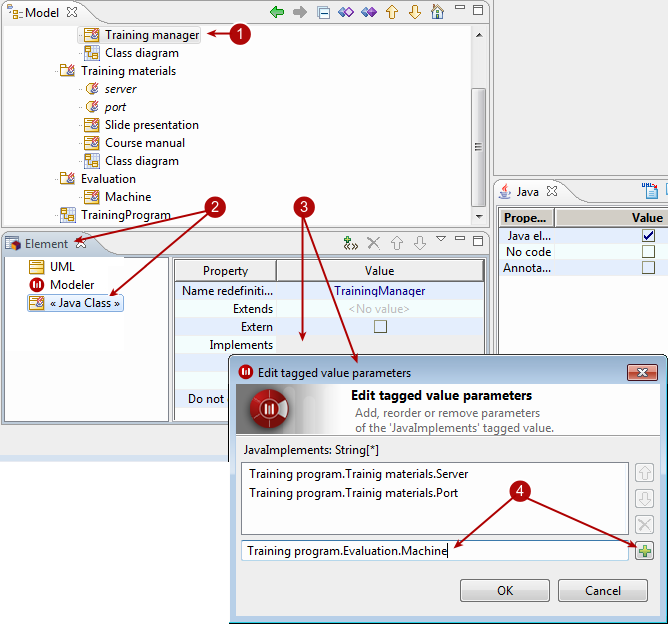 Model
Training manager
1
Class diagram
Training materials
server
port
Slide presentation
Course manual
Class diagram
Evaluation
Machine
TrainingProgram
2
3
Java
Prope... Value
Java el...
No code
Annota...
Element
UML
Modeler
« Java Class »
Property Value
Name redefiniti... TrainingManager
Extends <No value>
Extern
Implements
Do not
Edit tagged value parameters
Edit tagged value parameters
Add, reorder or remove parameters
of the 'JavaImplements' tagged value.
JavaImplements: String[*]
Training program.Trainig materials.Server
Training program.Trainig materials.Port
4
Training program.Evaluation.Machine
OK Cancel